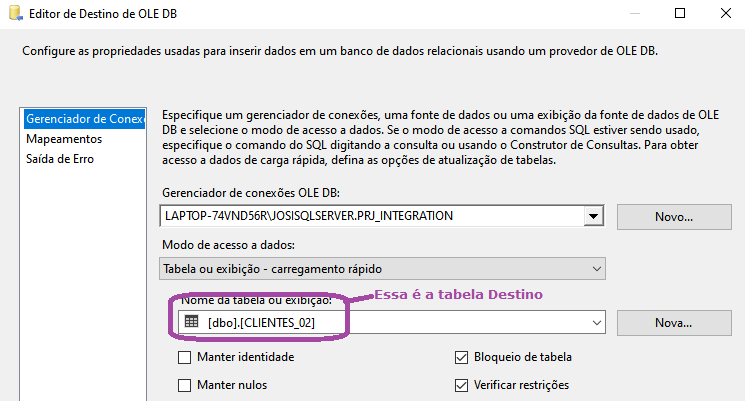 Editor de Destino de OLE DB
Configure as propriedades usadas para inserir dados em um banco de dados relacionais usando um provedor de OLE DB.
Gerenciador de Conexõ
Mapeamentos
Saída de Erro
Especifique um gerenciador de conexões, uma fonte de dados ou uma exibição da fonte de dados de OLE
DB e selecione o modo de acesso a dados. Se o modo de acesso a comandos SQL estiver sendo usado,
especifique o comando do SQL digitando a consulta ou usando o Construtor de Consultas. Para obter
acesso a dados de carga rápida, defina as opções de atualização de tabelas.
Gerenciador de conexões OLE DB:
LAPTOP-74VND56R\JOSISQLSERVER.PRJ_INTEGRATION
Novo...
Modo de acesso a dados:
Tabela ou exibição - carregamento rápido
Nome da tabela ou exibição:
Essa é a tabela Destino
[dbo].[CLIENTES_02]
Nova...
Manter identidade
Bloqueio de tabela
Manter nulos
Verificar restrições